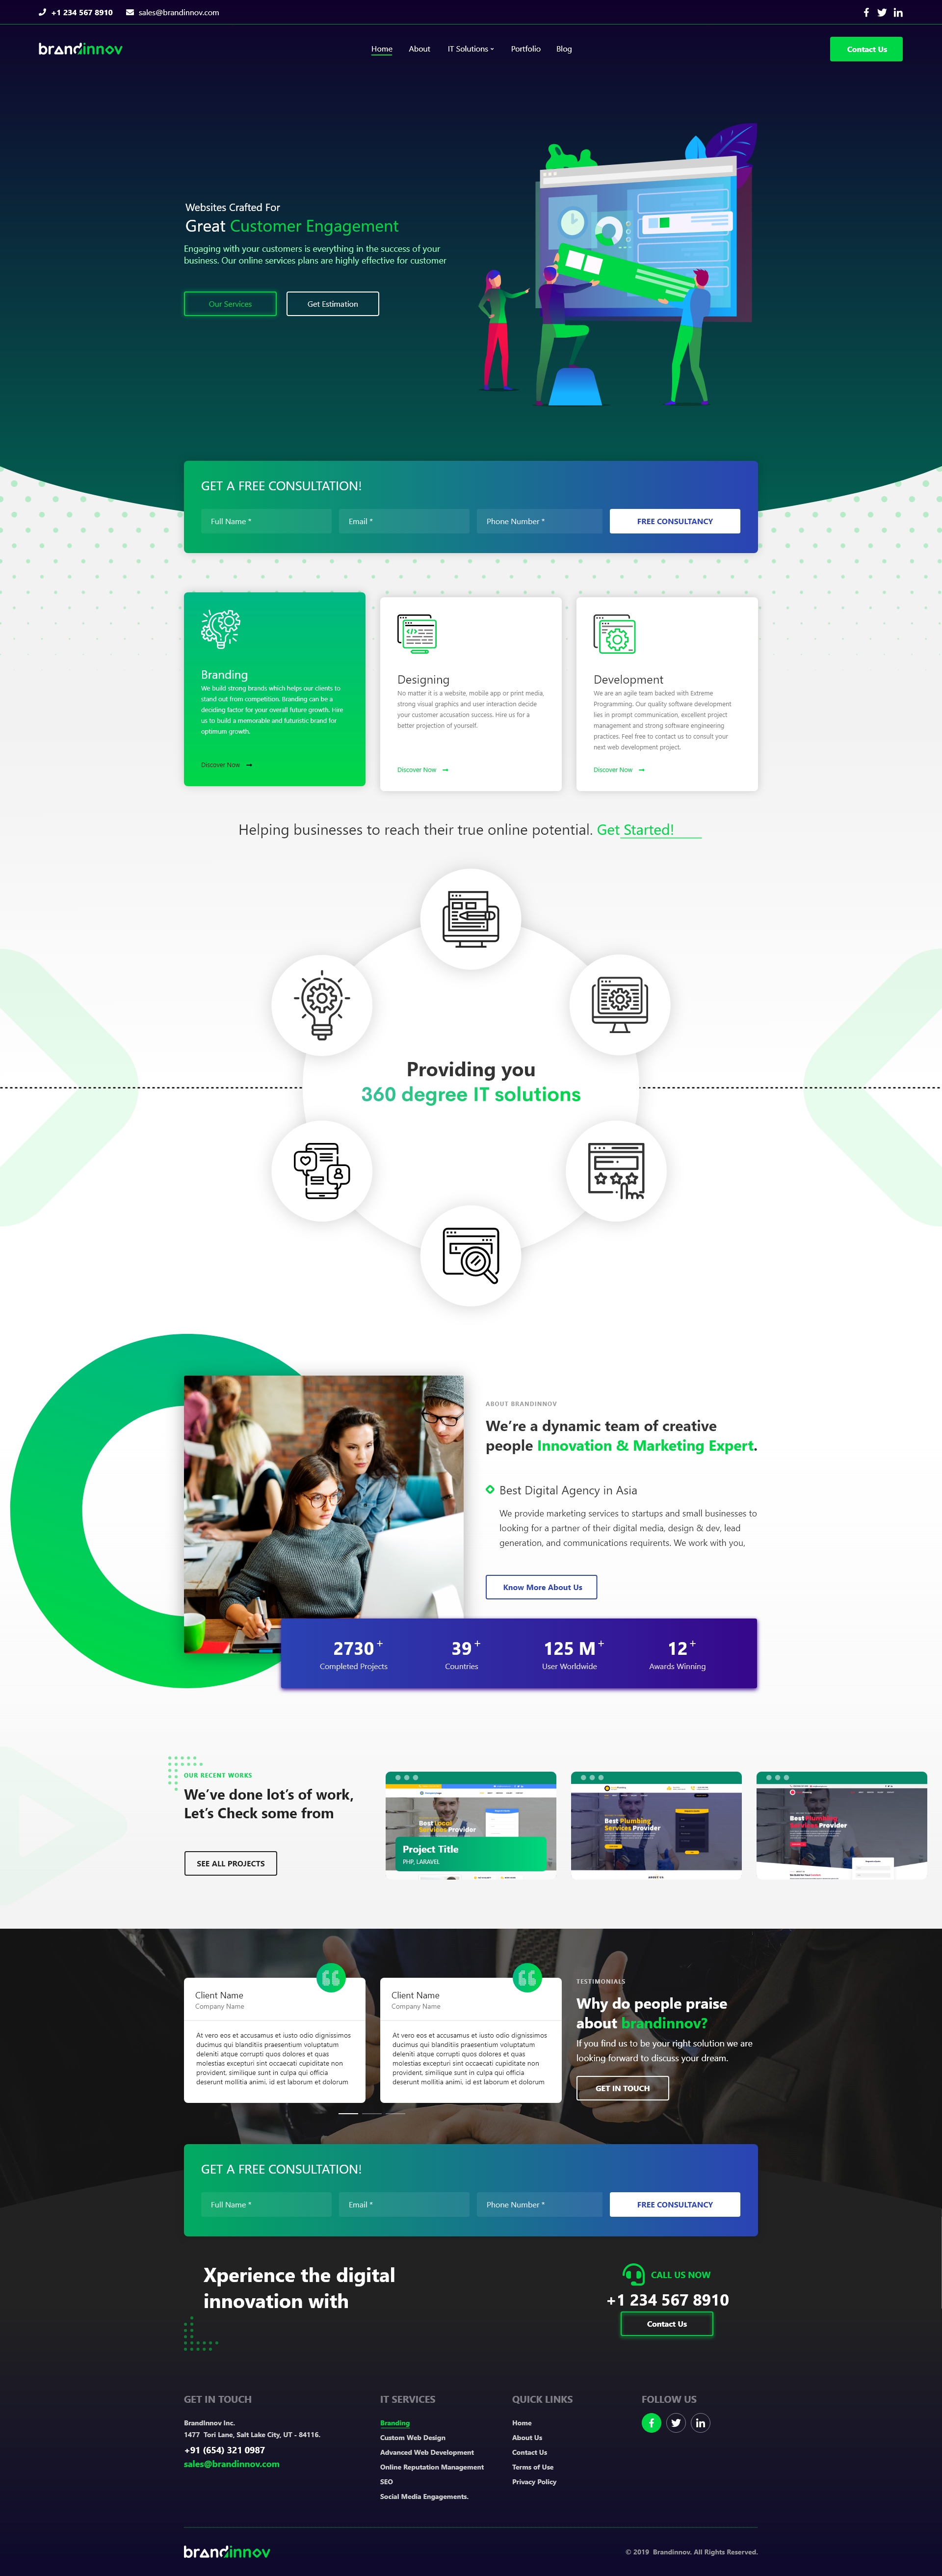 +1 234 567 8910 sales@brandinnov.com
brandinnov Home About IT Solutions Portfolio Blog Contact Us
Websites Crafted For
Great Customer Engagement
Engaging with your customers is everything in the success of your
business. Our online services plans are highly effective for customer
Our Services Get Estimation
GET A FREE CONSULTATION!
Full Name * Email * Phone Number * FREE CONSULTANCY
Branding
We build strong brands which helps our clients to
stand out from competition. Branding can be a
deciding factor for your overall future growth. Hire
us to build a memorable and futuristic brand for
optimum growth.
Discover Now
Designing
No matter it is a website, mobile app or print media,
strong visual graphics and user interaction decide
your customer accusation success. Hire us for a
better projection of yourself.
Discover Now
Development
We are an agile team backed with Extreme
Programming. Our quality software development
lies in prompt communication, excellent project
management and strong software engineering
practices. Feel free to contact us to consult your
next web development project.
Discover Now
Helping businesses to reach their true online potential. Get Started!
Providing you
360 degree IT solutions
ABOUT BRANDINNOV
We're a dynamic team of creative
people Innovation & Marketing Expert.
Best Digital Agency in Asia
We provide marketing services to startups and small businesses to
looking for a partner of their digital media, design & dev, lead
generation, and communications requirents. We work with you,
Know More About Us
2730+ 39+ 125 M+ 12+
Completed Projects Countries User Worldwide Awards Winning
OUR RECENT WORKS
We've done lot's of work,
Let's Check some from
SEE ALL PROJECTS
Best Local
Services Provider
Project Title
PHP, LARAVEL
Best Plumbing
Services Provider
ABOUT US
Best Plumbing
Services Provider
Client Name
Company Name
At vero eos et accusamus et iusto odio dignissimos
ducimus qui blanditiis praesentium voluptatum
deleniti atque corrupti quos dolores et quas
molestias excepturi sint occaecati cupiditate non
provident, similique sunt in culpa qui officia
deserunt mollitia animi, id est laborum et dolorum
Client Name
Company Name
At vero eos et accusamus et iusto odio dignissimos
ducimus qui blanditiis praesentium voluptatum
deleniti atque corrupti quos dolores et quas
molestias excepturi sint occaecati cupiditate non
provident, similique sunt in culpa qui officia
deserunt mollitia animi, id est laborum et dolorum
TESTIMONIALS
Why do people praise
about brandinnov?
If you find us to be your right solution we are
looking forward to discuss your dream.
GET IN TOUCH
GET A FREE CONSULTATION!
Full Name * Email * Phone Number * FREE CONSULTANCY
Xperience the digital
innovation with
CALL US NOW
+1 234 567 8910
Contact Us
GET IN TOUCH
BrandInnov Inc.
1477 Tori Lane, Salt Lake City, UT - 84116.
+91 (654) 321 0987
sales@brandinnov.com
IT SERVICES
Branding
Custom Web Design
Advanced Web Development
Online Reputation Management
SEO
Social Media Engagements.
QUICK LINKS
Home
About Us
Contact Us
Terms of Use
Privacy Policy
FOLLOW US
brandinnov © 2019 Brandinnov. All Rights Reserved.